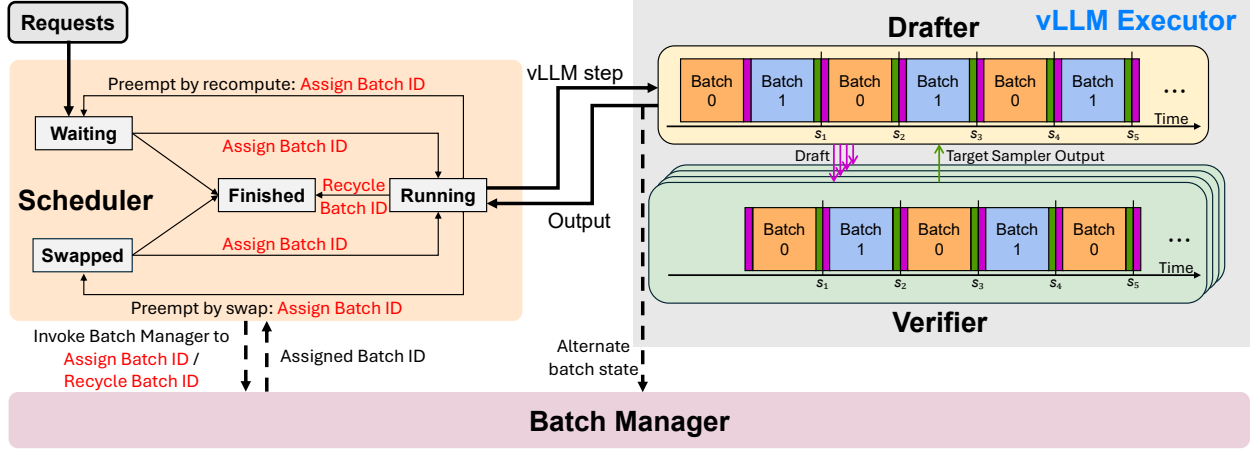 Requests
Preempt by recompute: Assign Batch ID
Waiting
Assign Batch ID
Scheduler
Finished
Recycle
Batch ID
Running
Assign Batch ID
Swapped
Preempt by swap: Assign Batch ID
vLLM step
Output
Invoke Batch Manager to
Assign Batch ID /
Recycle Batch ID
Assigned Batch ID
Alternate
batch state
vLLM Executor
Drafter
Batch 0
Batch 1
Batch 0
Batch 1
Batch 0
Batch 1
...
Time
s₁ s₂ s₃ s₄ s₅
Draft
Target Sampler Output
Batch 0
Batch 1
Batch 0
Batch 1
Batch 0
...
Time
s₁ s₂ s₃ s₄ s₅
Verifier
Batch Manager